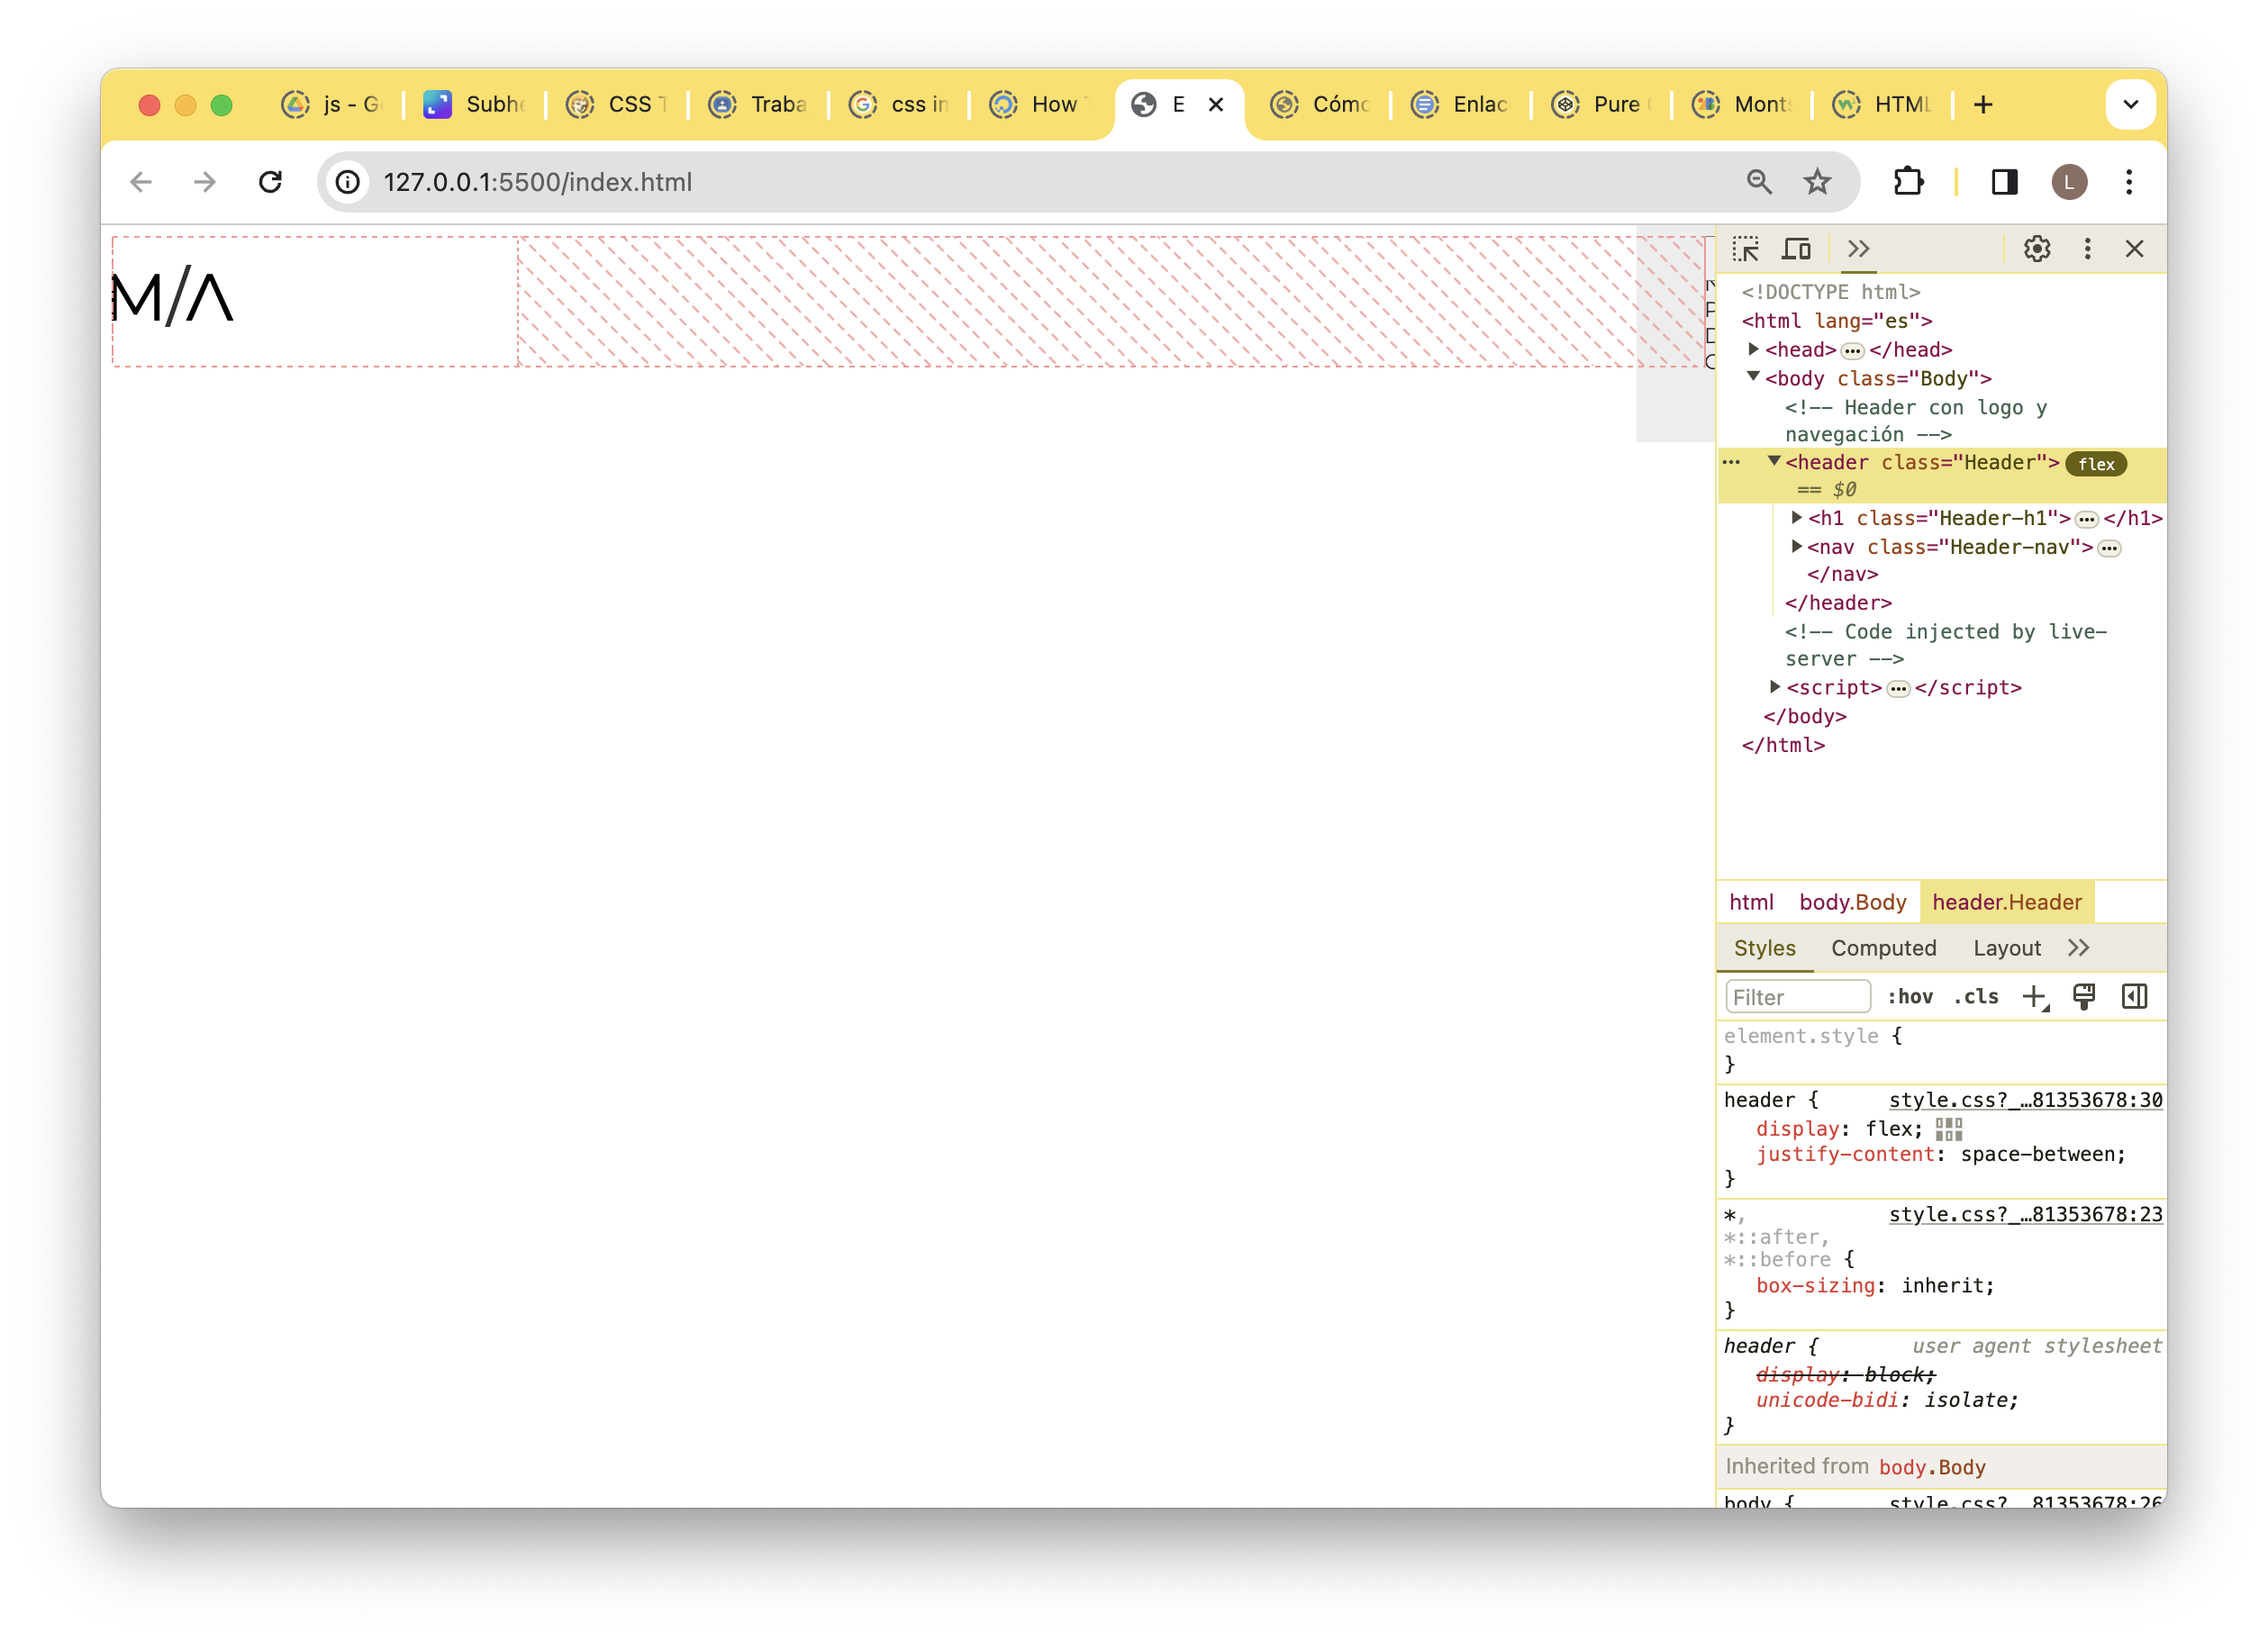 js - G
Subhe
CSS T
Traba
css in
How
E
Cómo
Enlac
Pure
Mont
HTML
127.0.0.1:5500/index.html
L
M/Λ
<!DOCTYPE html>
<html lang="es">
<head> ••• </head>
<body class="Body">
<!-- Header con logo y
navegación -->
••• <header class="Header"> flex
== $0
<h1 class="Header-h1"> ••• </h1>
<nav class="Header-nav"> •••
</nav>
</header>
<!-- Code injected by live-
server -->
<script> ••• </script>
</body>
</html>
html body.Body header.Header
Styles Computed Layout
Filter :hov .cls
element.style {
}
header { style.css?_…81353678:30
display: flex;
justify-content: space-between;
}
*, style.css?_…81353678:23
*::after,
*::before {
box-sizing: inherit;
}
header { user agent stylesheet
display: block;
unicode-bidi: isolate;
}
Inherited from body.Body
body { style.css?_…81353678:26